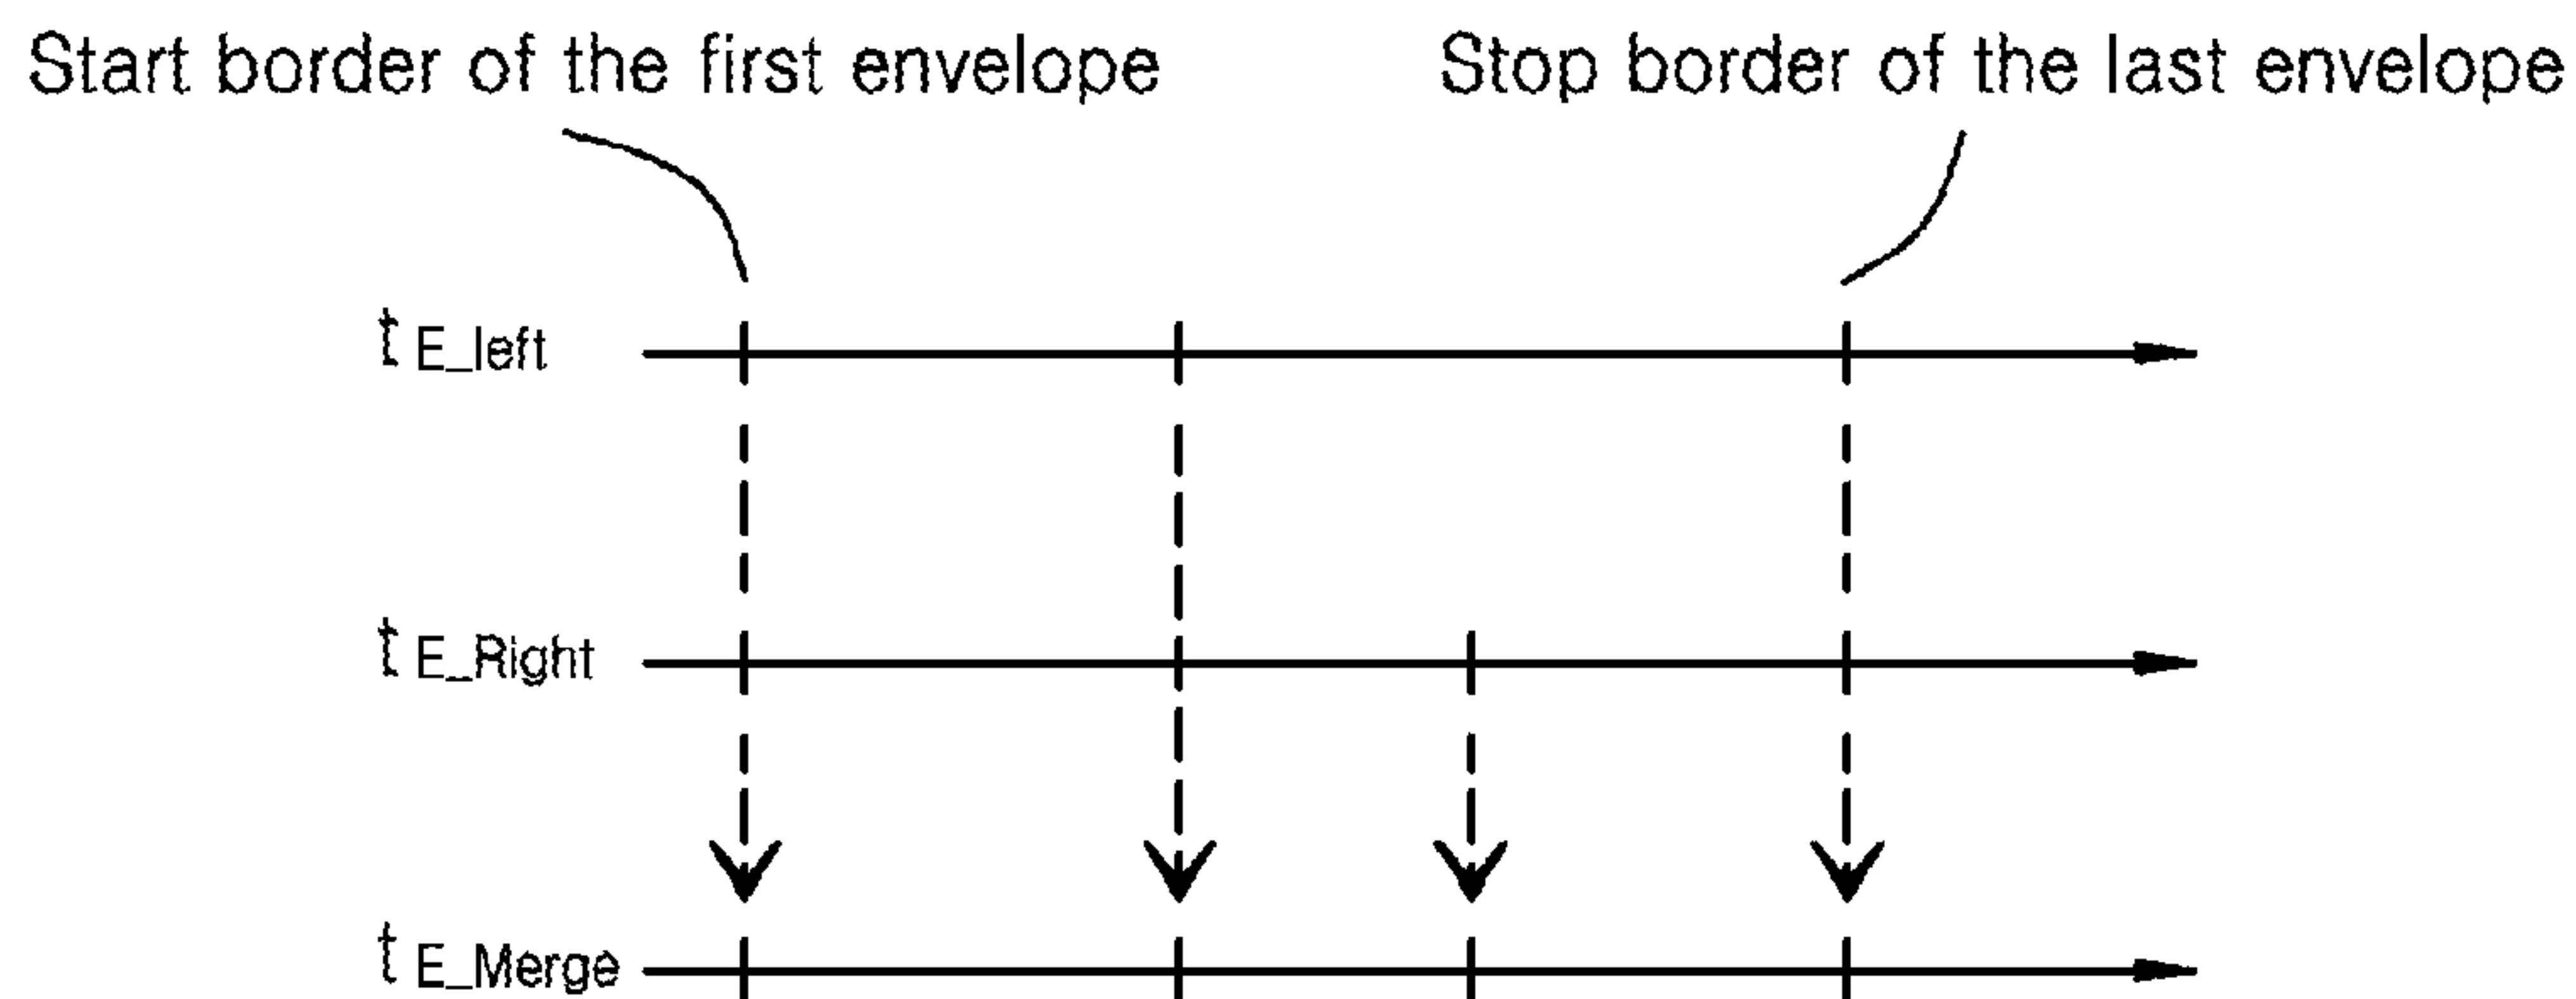 Start border of the first envelope
Stop border of the last envelope
t E_left
t E_Right
t E_Merge